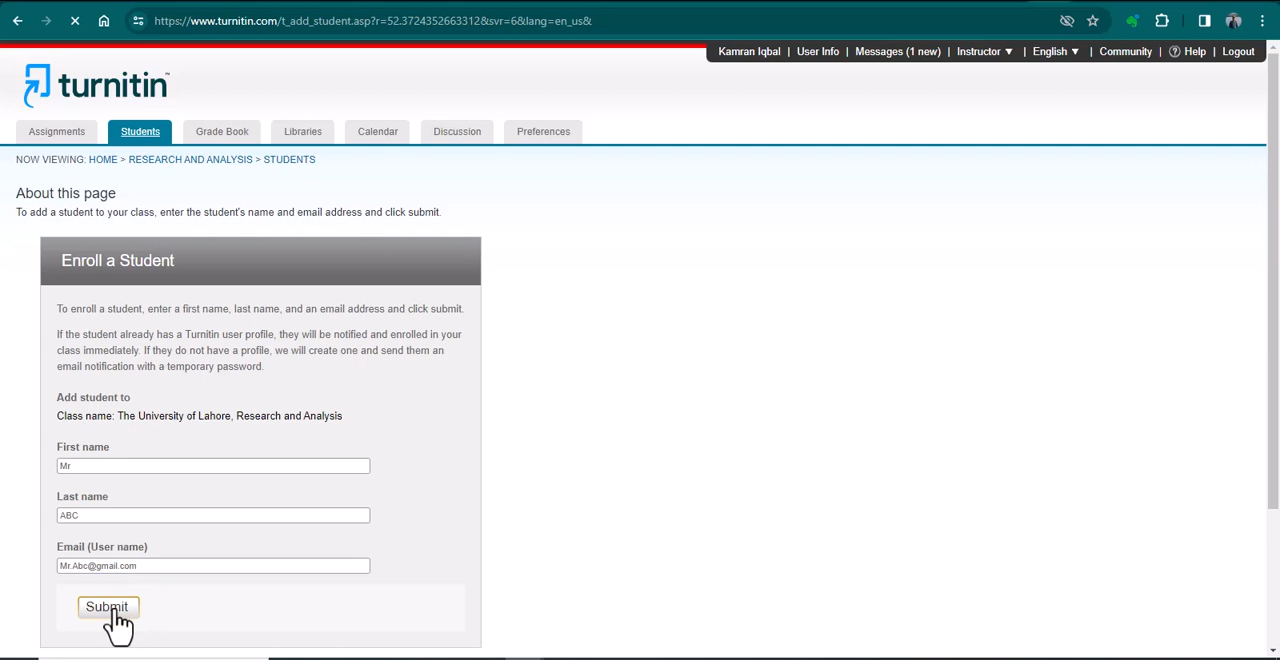 https://www.turnitin.com/t_add_student.asp?r=52.3724352663312&svr=6&lang=en_us&
Kamran Iqbal | User Info | Messages (1 new) | Instructor ▼ | English ▼ | Community | ? Help | Logout
turnitin™
Assignments Students Grade Book Libraries Calendar Discussion Preferences
NOW VIEWING: HOME > RESEARCH AND ANALYSIS > STUDENTS
About this page
To add a student to your class, enter the student's name and email address and click submit.
Enroll a Student
To enroll a student, enter a first name, last name, and an email address and click submit.
If the student already has a Turnitin user profile, they will be notified and enrolled in your
class immediately. If they do not have a profile, we will create one and send them an
email notification with a temporary password.
Add student to
Class name: The University of Lahore, Research and Analysis
First name
Mr
Last name
ABC
Email (User name)
Mr.Abc@gmail.com
Submit